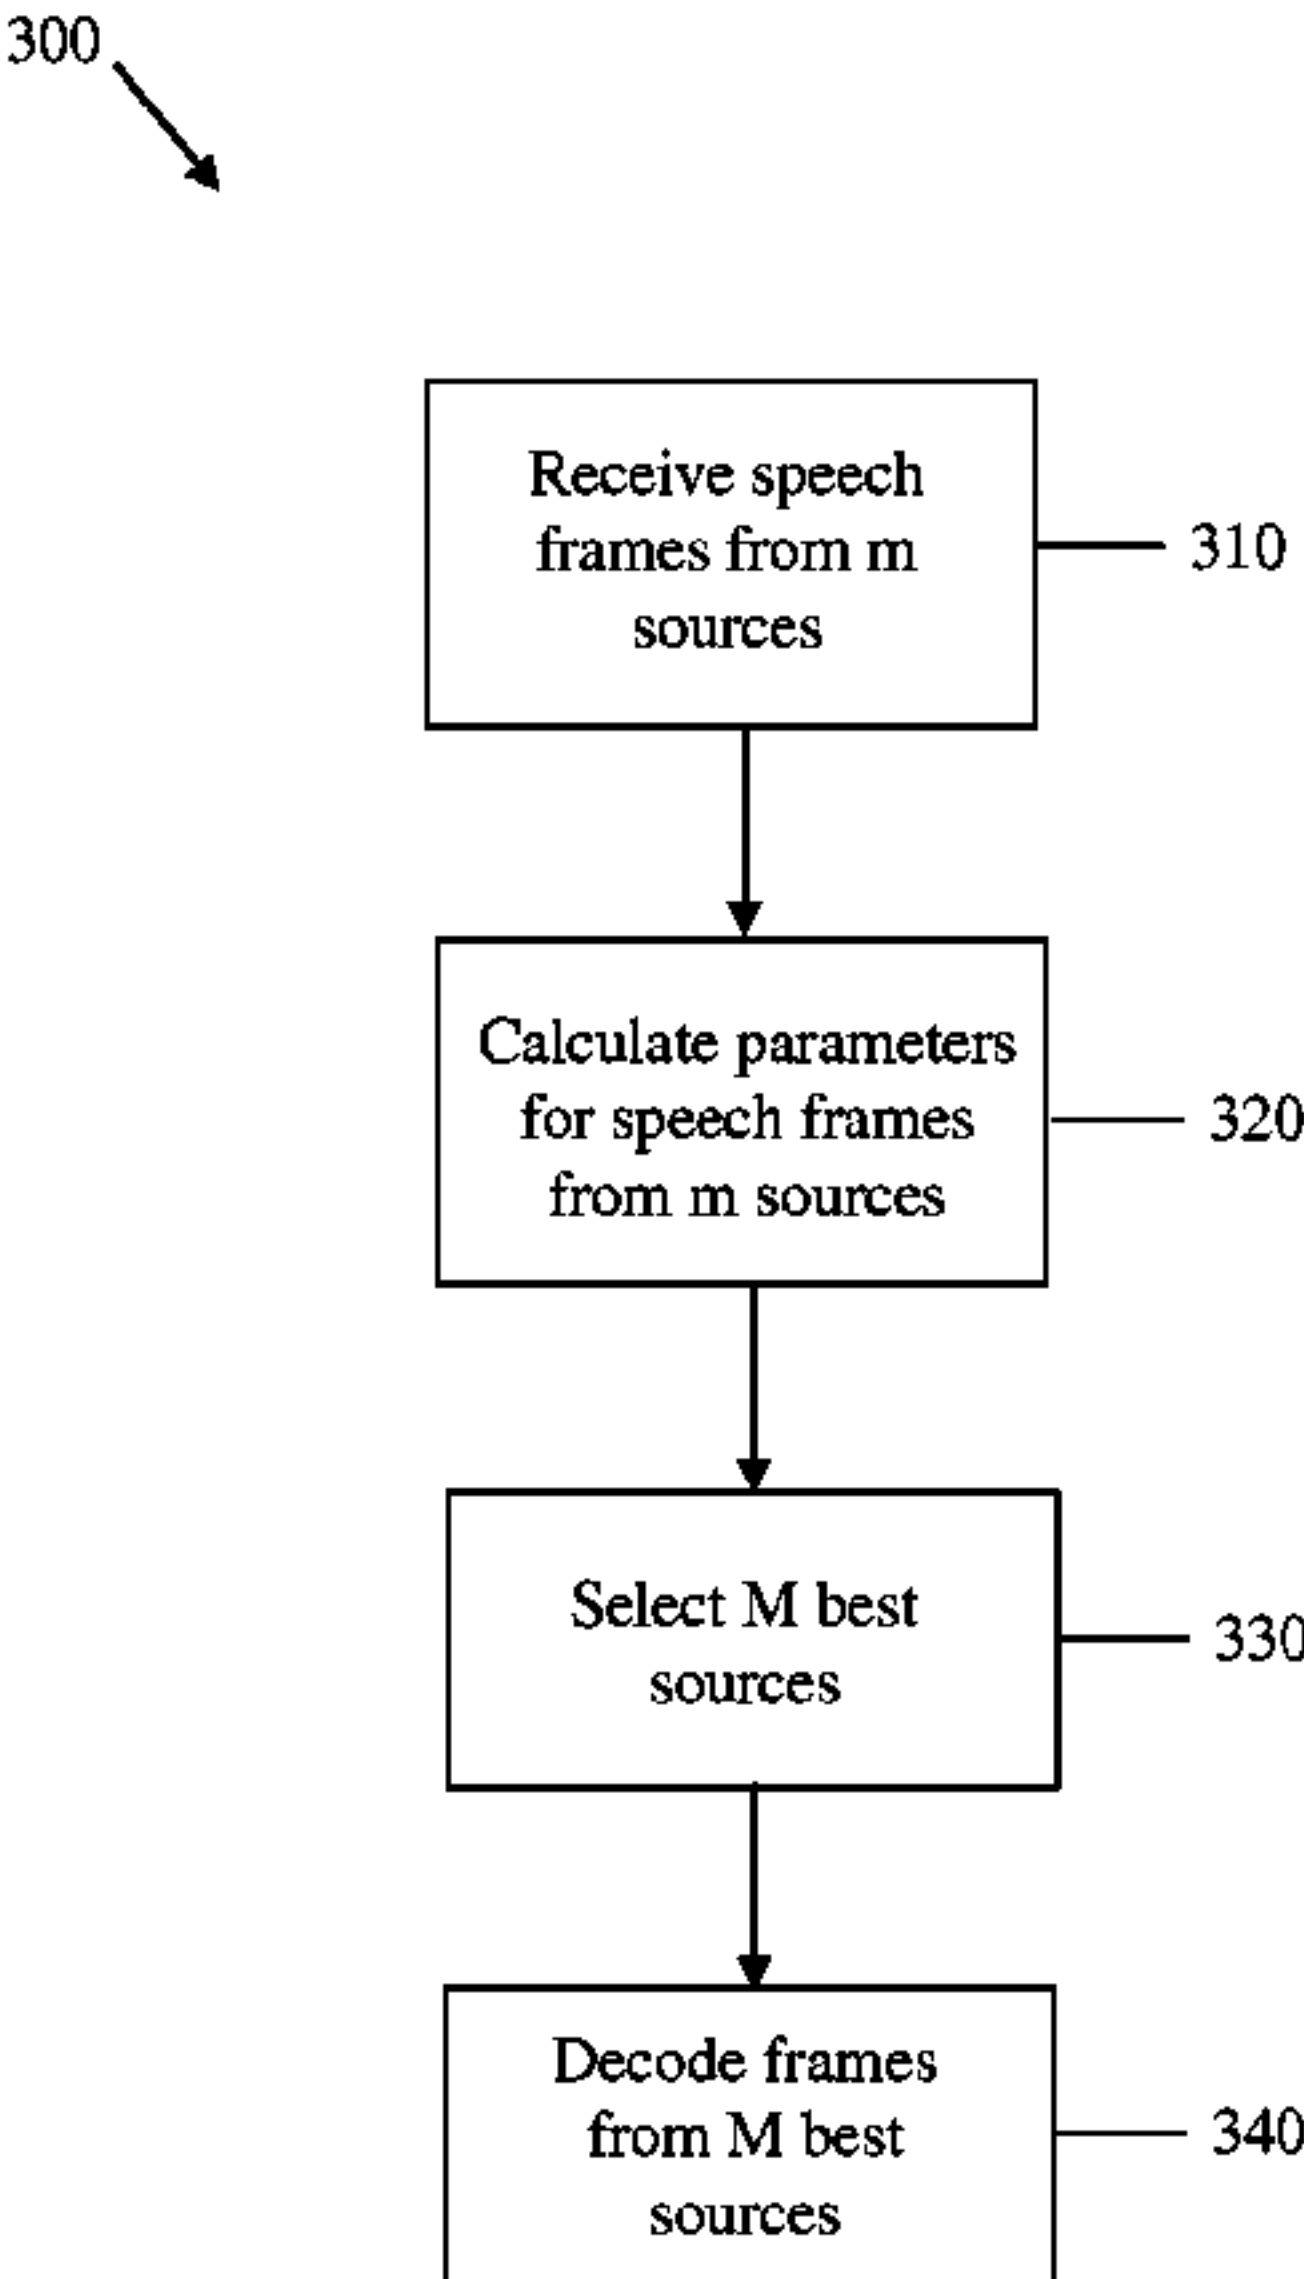 300
Receive speech
frames from m
sources
310
Calculate parameters
for speech frames
from m sources
320
Select M best
sources
330
Decode frames
from M best
sources
340